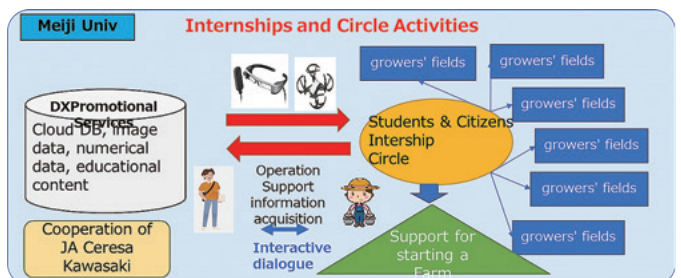 Meiji Univ
Internships and Circle Activities
growers' fields
growers' fields
growers' fields
growers' fields
growers' fields
growers' fields
DXPromotional
Services
Cloud DB, image
data, numerical
data, educational
content
Students & Citizens
Intership
Circle
Operation
Support
information
acquisition
Interactive
dialogue
Cooperation of
JA Ceresa
Kawasaki
Support for
starting a
Farm